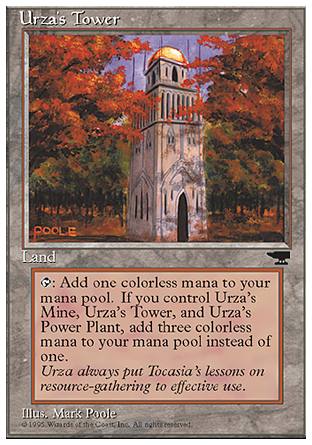 Urza's Tower
POOLE
Land
: Add one colorless mana to your
mana pool. If you control Urza's
Mine, Urza's Tower, and Urza's
Power Plant, add three colorless
mana to your mana pool instead of
one.
Urza always put Tocasia's lessons on
resource-gathering to effective use.
Illus. Mark Poole
© 1995 Wizards of the Coast, Inc. All rights reserved.